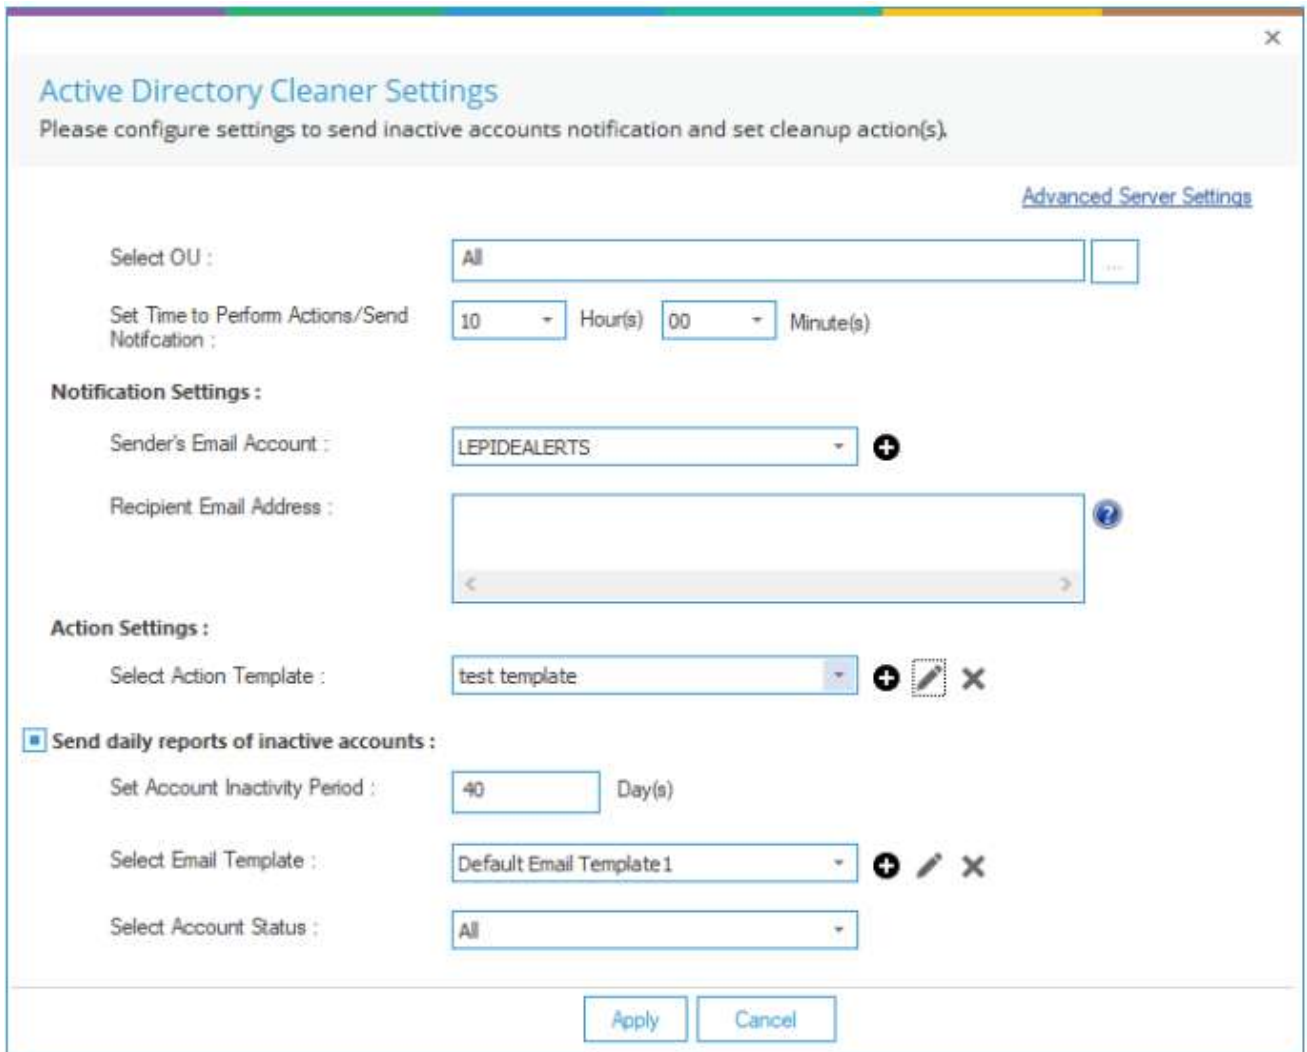 Active Directory Cleaner Settings
Please configure settings to send inactive accounts notification and set cleanup action(s).
Advanced Server Settings
Select OU :
All
...
Set Time to Perform Actions/Send
Notifcation :
10
Hour(s)
00
Minute(s)
Notification Settings :
Sender's Email Account :
LEPIDEALERTS
Recipient Email Address :
Action Settings :
Select Action Template :
test template
Send daily reports of inactive accounts :
Set Account Inactivity Period :
40
Day(s)
Select Email Template :
Default Email Template1
Select Account Status :
All
Apply
Cancel